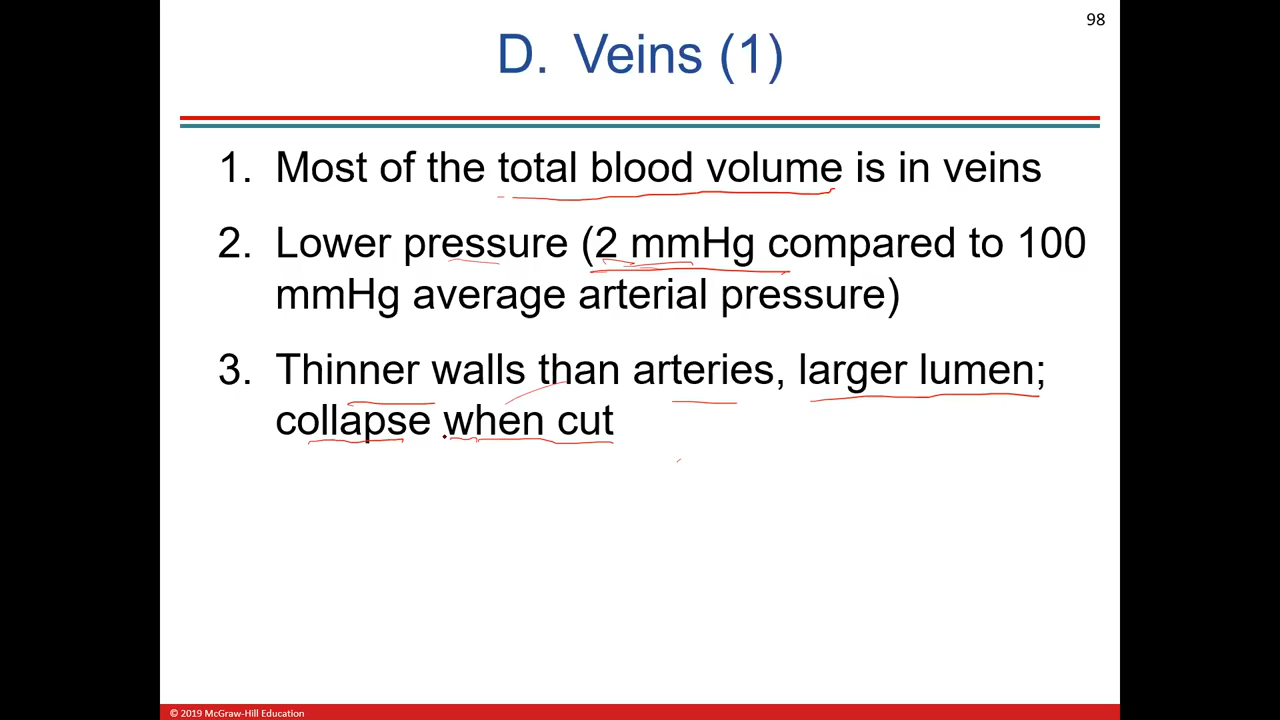 98
D. Veins (1)
1. Most of the total blood volume is in veins
2. Lower pressure (2 mmHg compared to 100
mmHg average arterial pressure)
3. Thinner walls than arteries, larger lumen;
collapse when cut
© 2019 McGraw-Hill Education